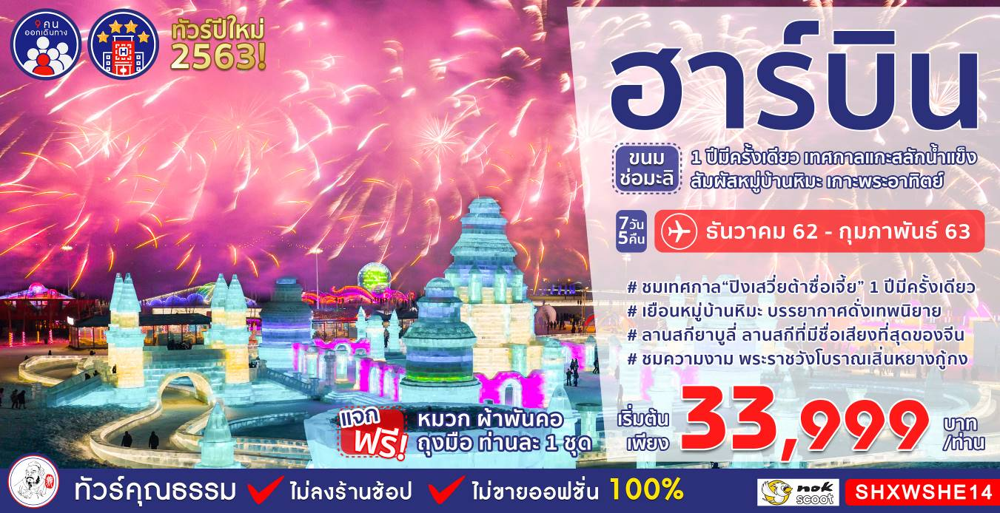 ๑ คน
ออกเดินทาง
H
ทัวร์ปีใหม่
2563!
ฮาร์บิน
ขนม
ช่อมะลิ
1 ปีมีครั้งเดียว เทศกาลแกะสลักน้ำแข็ง
สัมผัสหมู่บ้านหิมะ เกาะพระอาทิตย์
7วัน
5คืน
ธันวาคม 62 - กุมภาพันธ์ 63
# ชมเทศกาล“ปิงเสวี่ยต้าซื่อเจี้ย” 1 ปีมีครั้งเดียว
# เยือนหมู่บ้านหิมะ บรรยากาศดั่งเทพนิยาย
# ลานสกียาบูลี่ ลานสกีที่มีชื่อเสียงที่สุดของจีน
# ชมความงาม พระราชวังโบราณเสิ่นหยางกู้กง
เริ่มต้น
เพียง
33,999
บาท
/ท่าน
แจก
ฟรี!
หมวก ผ้าพันคอ
ถุงมือ ท่านละ 1 ชุด
ทัวร์คุณธรรม ไม่ลงร้านช้อป ไม่ขายออฟชั่น 100%
nok
scoot
SHXWSHE14